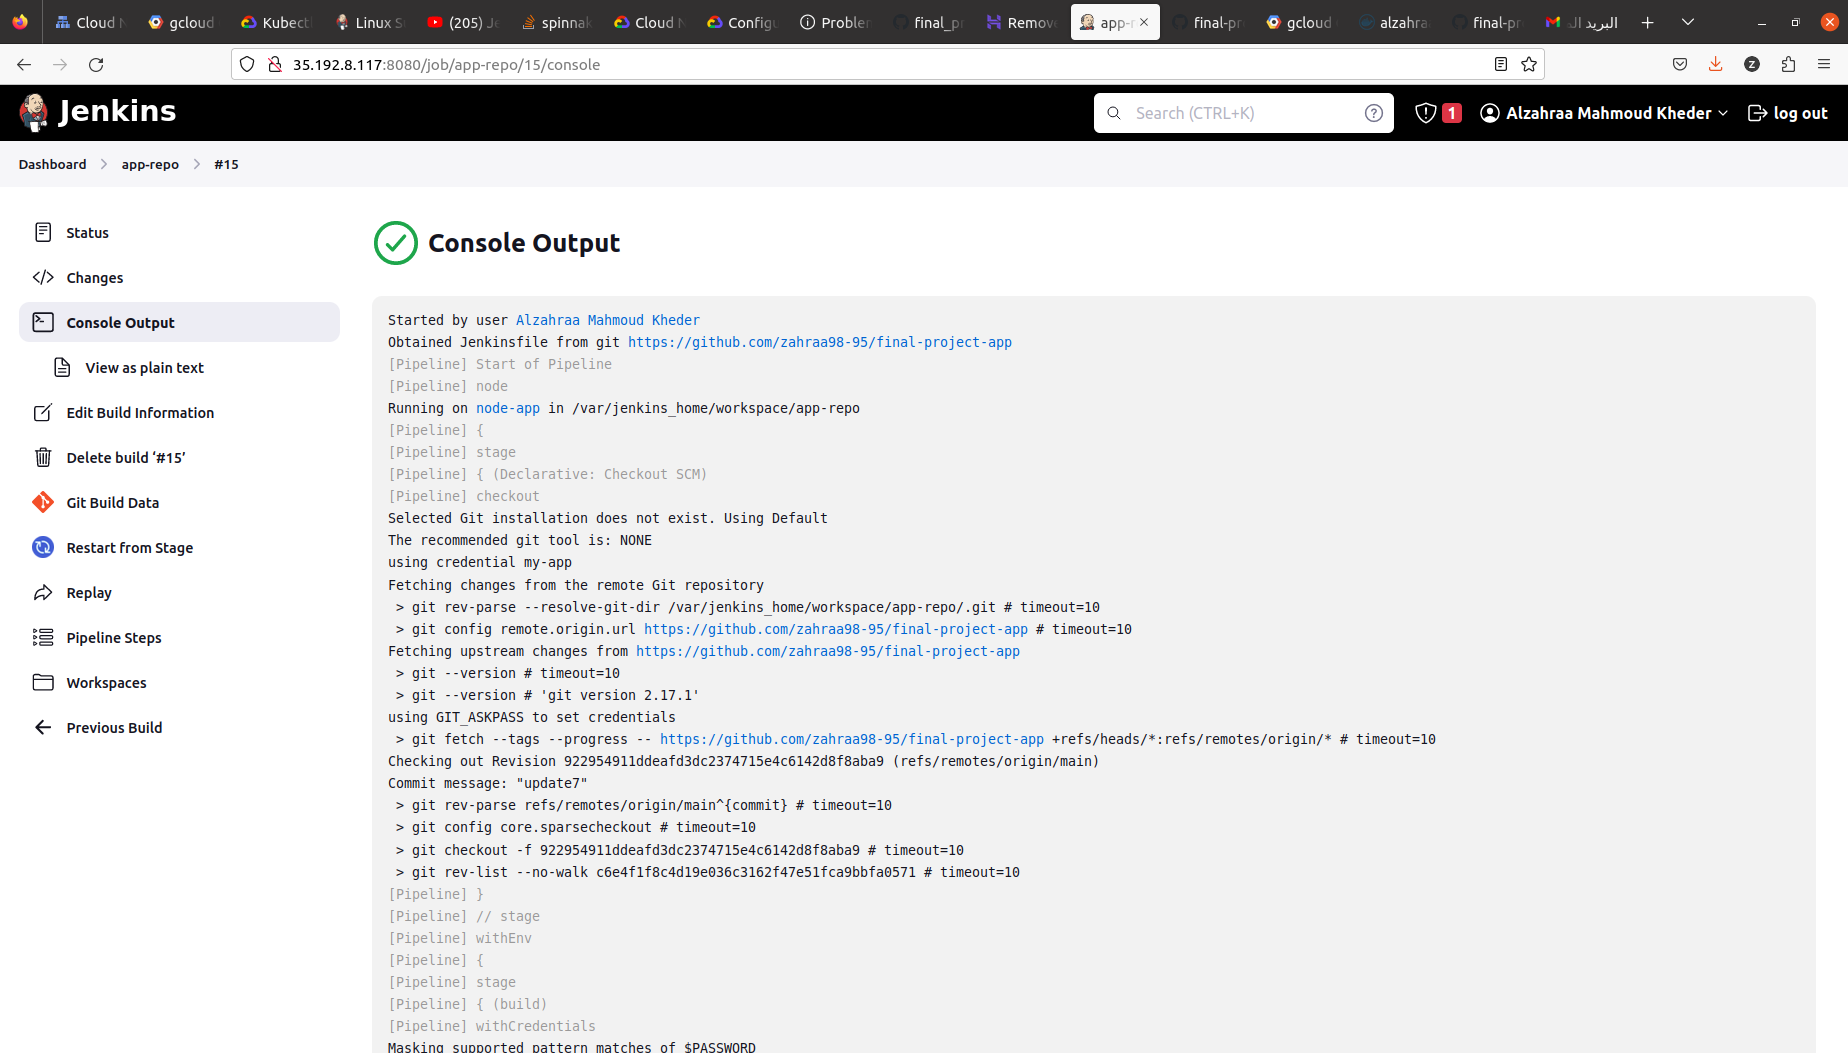 Cloud N
gcloud
Kubectl
Linux S
(205) Je
spinnak
Cloud N
Configu
Problem
final_pr
Remove
app-r
final-pr
gcloud
alzahraa
final-pr
البريد الـ
35.192.8.117:8080/job/app-repo/15/console
Z
Jenkins
Search (CTRL+K)
?
1
Alzahraa Mahmoud Kheder
log out
Dashboard > app-repo > #15
Status
Changes
Console Output
View as plain text
Edit Build Information
Delete build ‘#15’
Git Build Data
Restart from Stage
Replay
Pipeline Steps
Workspaces
Previous Build
Console Output
Started by user Alzahraa Mahmoud Kheder
Obtained Jenkinsfile from git https://github.com/zahraa98-95/final-project-app
[Pipeline] Start of Pipeline
[Pipeline] node
Running on node-app in /var/jenkins_home/workspace/app-repo
[Pipeline] {
[Pipeline] stage
[Pipeline] { (Declarative: Checkout SCM)
[Pipeline] checkout
Selected Git installation does not exist. Using Default
The recommended git tool is: NONE
using credential my-app
Fetching changes from the remote Git repository
> git rev-parse --resolve-git-dir /var/jenkins_home/workspace/app-repo/.git # timeout=10
> git config remote.origin.url https://github.com/zahraa98-95/final-project-app # timeout=10
Fetching upstream changes from https://github.com/zahraa98-95/final-project-app
> git --version # timeout=10
> git --version # 'git version 2.17.1'
using GIT_ASKPASS to set credentials
> git fetch --tags --progress -- https://github.com/zahraa98-95/final-project-app +refs/heads/*:refs/remotes/origin/* # timeout=10
Checking out Revision 922954911ddeafd3dc2374715e4c6142d8f8aba9 (refs/remotes/origin/main)
Commit message: "update7"
> git rev-parse refs/remotes/origin/main^{commit} # timeout=10
> git config core.sparsecheckout # timeout=10
> git checkout -f 922954911ddeafd3dc2374715e4c6142d8f8aba9 # timeout=10
> git rev-list --no-walk c6e4f1f8c4d19e036c3162f47e51fca9bbfa0571 # timeout=10
[Pipeline] }
[Pipeline] // stage
[Pipeline] withEnv
[Pipeline] {
[Pipeline] stage
[Pipeline] { (build)
[Pipeline] withCredentials
Masking supported pattern matches of $PASSWORD